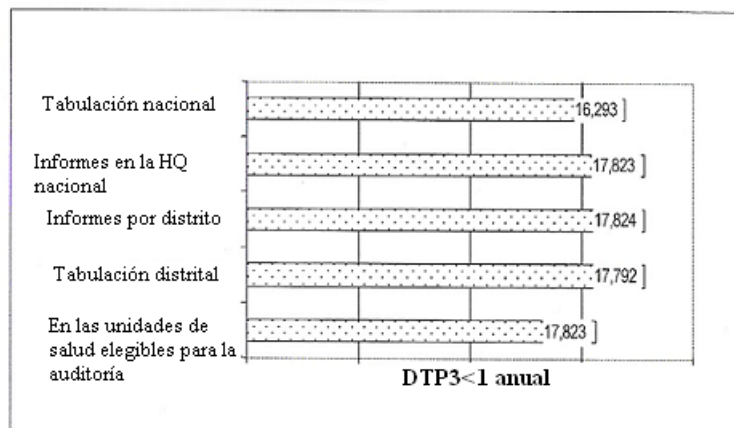 Tabulación nacional
16,293
Informes en la HQ
nacional
17,823
Informes por distrito
17,824
Tabulación distrital
17,792
En las unidades de
salud elegibles para la
auditoría
17,823
DTP3<1 anual